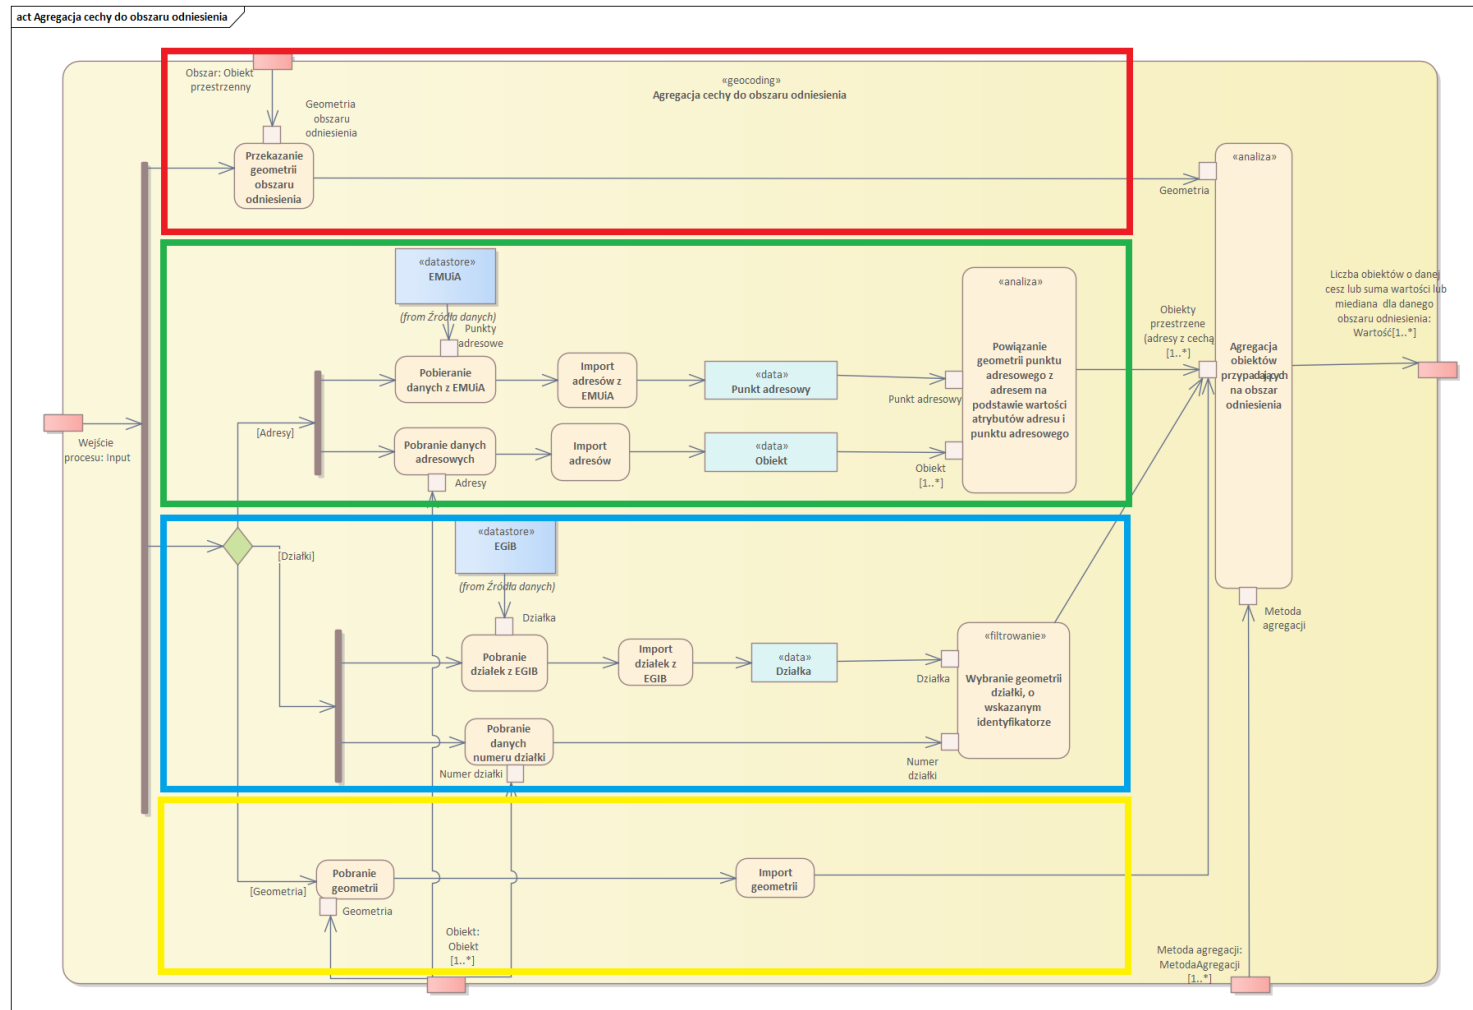 act Agregacja cechy do obszaru odniesienia
«geocoding»
Agregacja cechy do obszaru odniesienia
Obszar: Obiekt
przestrzenny
Geometria
obszaru
odniesienia
Przekazanie
geometrii
obszaru
odniesienia
Geometria
«analiza»
Agregacja
obiektów
przypadających
na obszar
odniesienia
«datastore»
EMUiA
(from Źródła danych)
Punkty
adresowe
Pobieranie
danych z EMUiA
Import
adresów z
EMUiA
«data»
Punkt adresowy
Punkt adresowy
«analiza»
Powiązanie
geometrii punktu
adresowego z
adresem na
podstawie wartości
atrybutów adresu i
punktu adresowego
Obiekty
przestrzene
(adresy z cechą
[1..*]
Liczba obiektów o danej
cesz lub suma wartości lub
miediana dla danego
obszaru odniesienia:
Wartość[1..*]
Wejście
procesu: Input
[Adresy]
Pobranie danych
adresowych
Adresy
Import
adresów
«data»
Obiekt
Obiekt
[1..*]
[Działki]
«datastore»
EGiB
(from Źródła danych)
Działka
Pobranie
działek z EGIB
Import
działek z
EGIB
«data»
Działka
Działka
«filtrowanie»
Wybranie geometrii
działki, o
wskazanym
identyfikatorze
Metoda
agregacji
Pobranie
danych
numeru działki
Numer działki
Numer
działki
[Geometria]
Pobranie
geometrii
Geometria
Import
geometrii
Obiekt:
Obiekt
[1..*]
Metoda agregacji:
MetodaAgregacji
[1..*]